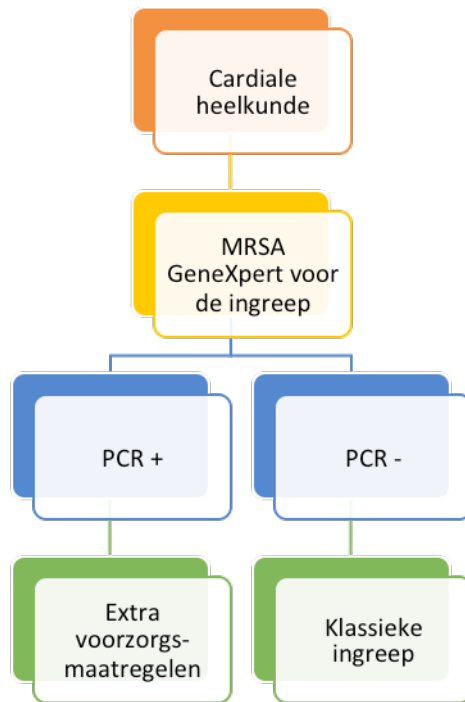 Cardiale
heelkunde
MRSA
GeneXpert voor
de ingreep
PCR +
PCR -
Extra
voorzorgs-
maatregelen
Klassieke
ingreep